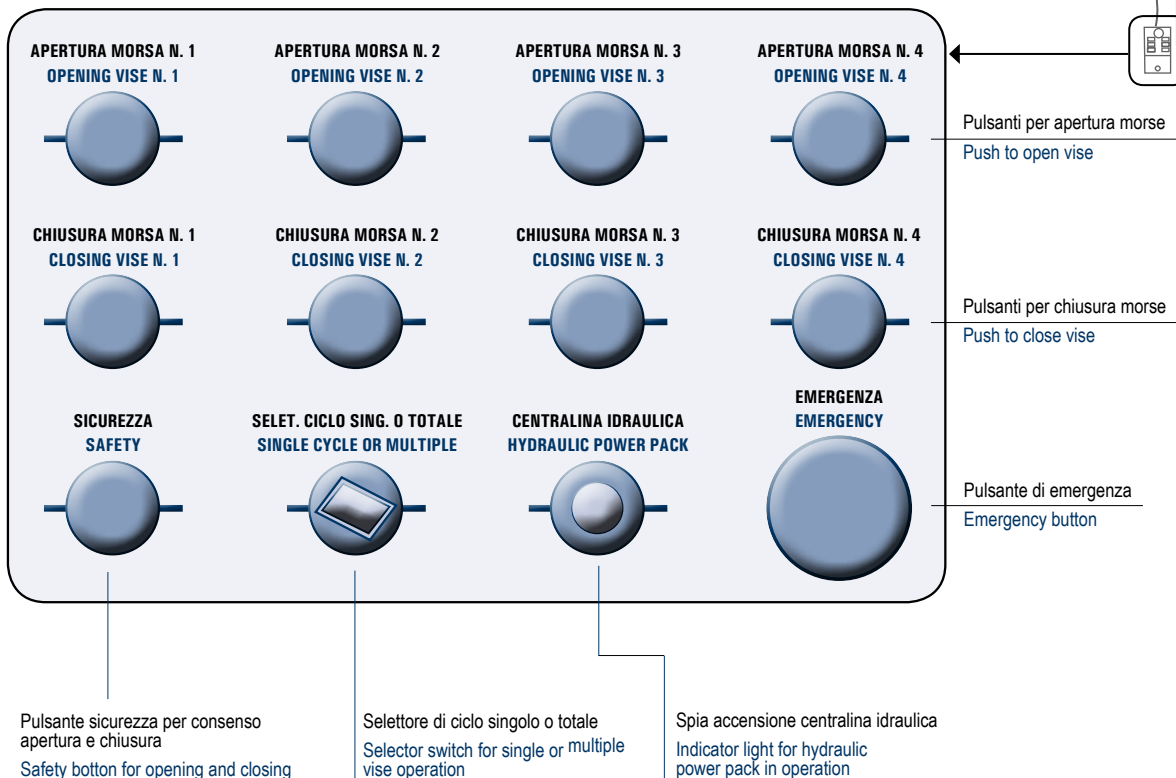 APERTURA MORSA N. 1
OPENING VISE N. 1
APERTURA MORSA N. 2
OPENING VISE N. 2
APERTURA MORSA N. 3
OPENING VISE N. 3
APERTURA MORSA N. 4
OPENING VISE N. 4
Pulsanti per apertura morse
Push to open vise
CHIUSURA MORSA N. 1
CLOSING VISE N. 1
CHIUSURA MORSA N. 2
CLOSING VISE N. 2
CHIUSURA MORSA N. 3
CLOSING VISE N. 3
CHIUSURA MORSA N. 4
CLOSING VISE N. 4
Pulsanti per chiusura morse
Push to close vise
SICUREZZA
SAFETY
SELET. CICLO SING. O TOTALE
SINGLE CYCLE OR MULTIPLE
CENTRALINA IDRAULICA
HYDRAULIC POWER PACK
EMERGENZA
EMERGENCY
Pulsante di emergenza
Emergency button
Pulsante sicurezza per consenso
apertura e chiusura
Safety botton for opening and closing
Selettore di ciclo singolo o totale
Selector switch for single or multiple
vise operation
Spia accensione centralina idraulica
Indicator light for hydraulic
power pack in operation